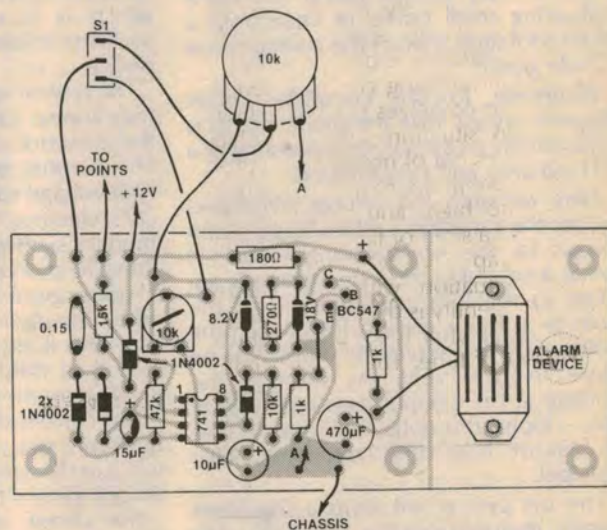 S1
10k
TO
POINTS
+ 12V
A
180Ω
+
0.15
15k
10k
8.2V
270Ω
18V
C
B
E
BC547
1k
1N4002
ALARM
DEVICE
2x
1N4002
+
15µF
47k
1
8
741
10k
1k
10µF
+
A
470µF
+
CHASSIS